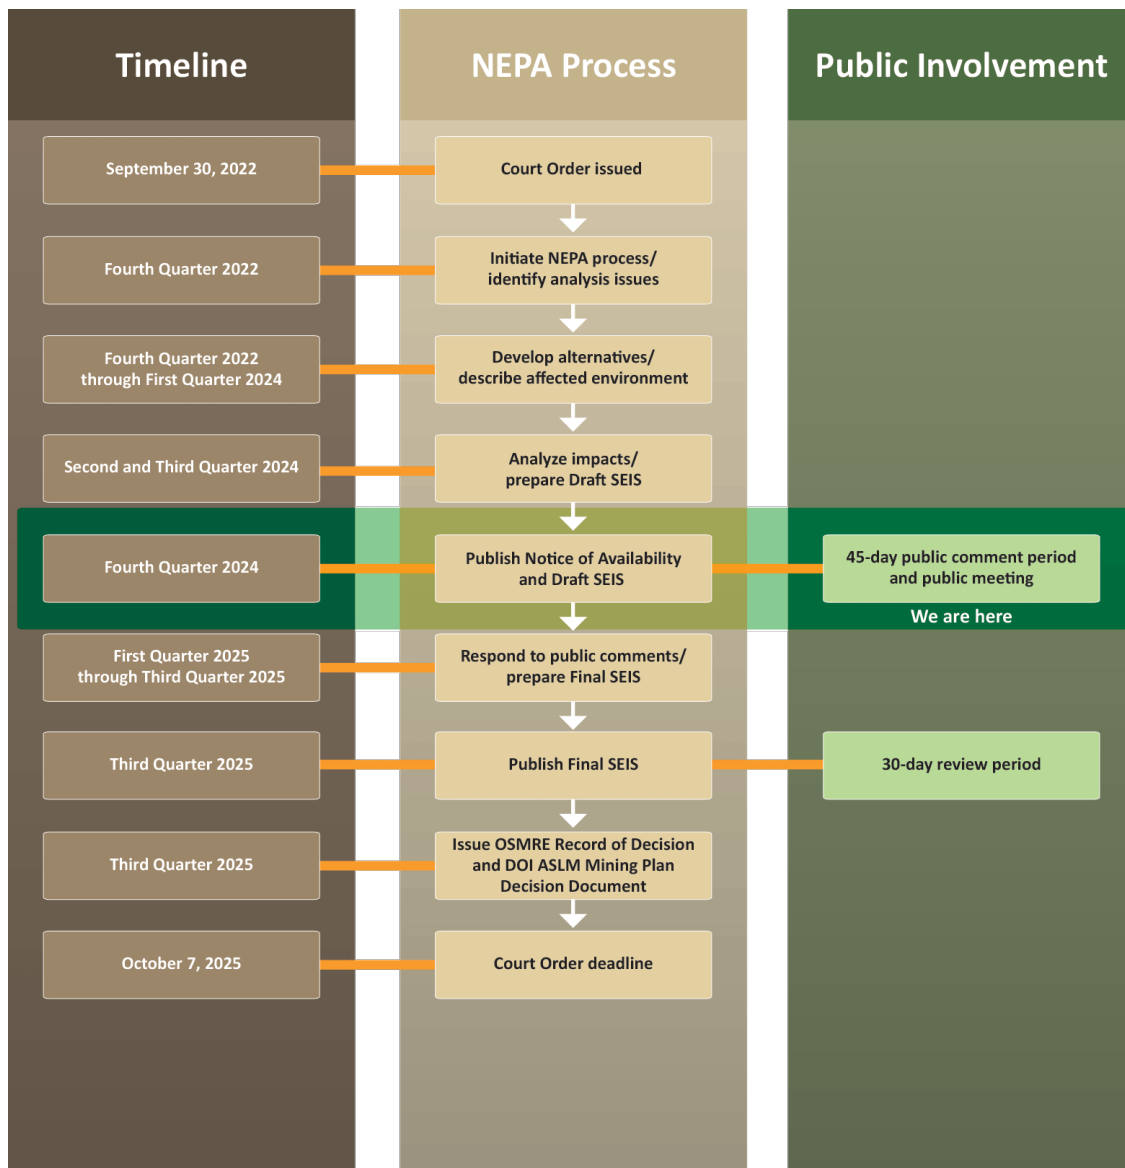 Timeline
NEPA Process
Public Involvement
September 30, 2022
Court Order issued
Fourth Quarter 2022
Initiate NEPA process/
identify analysis issues
Fourth Quarter 2022
through First Quarter 2024
Develop alternatives/
describe affected environment
Second and Third Quarter 2024
Analyze impacts/
prepare Draft SEIS
Fourth Quarter 2024
Publish Notice of Availability
and Draft SEIS
45-day public comment period
and public meeting
We are here
First Quarter 2025
through Third Quarter 2025
Respond to public comments/
prepare Final SEIS
Third Quarter 2025
Publish Final SEIS
30-day review period
Third Quarter 2025
Issue OSMRE Record of Decision
and DOI ASLM Mining Plan
Decision Document
October 7, 2025
Court Order deadline